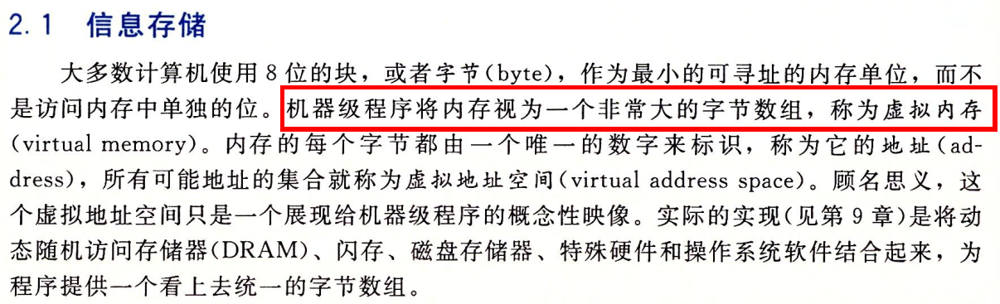 2.1 信息存储
大多数计算机使用 8 位的块，或者字节(byte)，作为最小的可寻址的内存单位，而不
是访问内存中单独的位。机器级程序将内存视为一个非常大的字节数组，称为虚拟内存
(virtual memory)。内存的每个字节都由一个唯一的数字来标识，称为它的地址(ad-
dress)，所有可能地址的集合就称为虚拟地址空间(virtual address space)。顾名思义，这
个虚拟地址空间只是一个展现给机器级程序的概念性映像。实际的实现(见第 9 章)是将动
态随机访问存储器(DRAM)、闪存、磁盘存储器、特殊硬件和操作系统软件结合起来，为
程序提供一个看上去统一的字节数组。